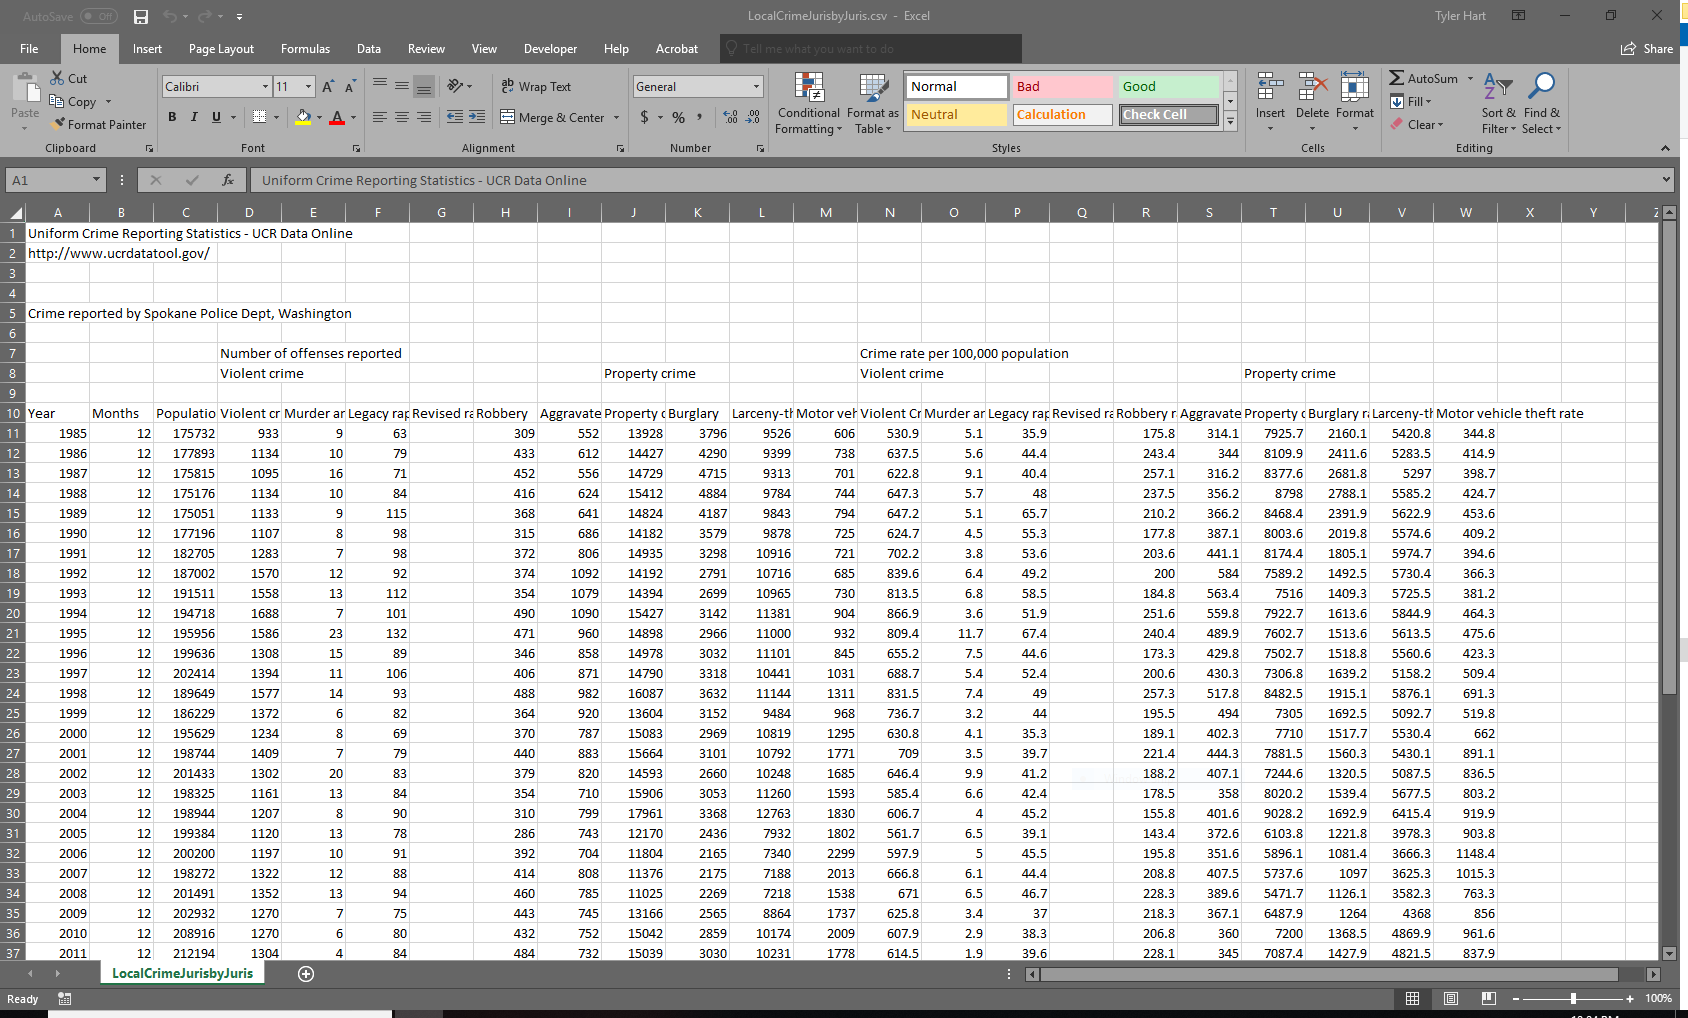 AutoSave Off LocalCrimeJurisbyJuris.csv - Excel Tyler Hart
File Home Insert Page Layout Formulas Data Review View Developer Help Acrobat Tell me what you want to do Share
Paste Cut Copy Format Painter Calibri 11 B I U Wrap Text Merge & Center General $ % , Conditional Formatting Format as Table Normal Bad Good Neutral Calculation Check Cell Insert Delete Format AutoSum Fill Clear Sort & Filter Find & Select
Clipboard Font Alignment Number Styles Cells Editing
A1 fx Uniform Crime Reporting Statistics - UCR Data Online
A B C D E F G H I J K L M N O P Q R S T U V W X Y Z
1 Uniform Crime Reporting Statistics - UCR Data Online
2 http://www.ucrdatatool.gov/
3
4
5 Crime reported by Spokane Police Dept, Washington
6
7 Number of offenses reported Crime rate per 100,000 population
8 Violent crime Property crime Violent crime Property crime
9
10 Year Months Populatio Violent cr Murder ar Legacy rap Revised ra Robbery Aggravate Property c Burglary Larceny-th Motor veh Violent Cr Murder ar Legacy rap Revised ra Robbery r Aggravate Property c Burglary ra Larceny-th Motor vehicle theft rate
11 1985 12 175732 933 9 63 309 552 13928 3796 9526 606 530.9 5.1 35.9 175.8 314.1 7925.7 2160.1 5420.8 344.8
12 1986 12 177893 1134 10 79 433 612 14427 4290 9399 738 637.5 5.6 44.4 243.4 344 8109.9 2411.6 5283.5 414.9
13 1987 12 175815 1095 16 71 452 556 14729 4715 9313 701 622.8 9.1 40.4 257.1 316.2 8377.6 2681.8 5297 398.7
14 1988 12 175176 1134 10 84 416 624 15412 4884 9784 744 647.3 5.7 48 237.5 356.2 8798 2788.1 5585.2 424.7
15 1989 12 175051 1133 9 115 368 641 14824 4187 9843 794 647.2 5.1 65.7 210.2 366.2 8468.4 2391.9 5622.9 453.6
16 1990 12 177196 1107 8 98 315 686 14182 3579 9878 725 624.7 4.5 55.3 177.8 387.1 8003.6 2019.8 5574.6 409.2
17 1991 12 182705 1283 7 98 372 806 14935 3298 10916 721 702.2 3.8 53.6 203.6 441.1 8174.4 1805.1 5974.7 394.6
18 1992 12 187002 1570 12 92 374 1092 14192 2791 10716 685 839.6 6.4 49.2 200 584 7589.2 1492.5 5730.4 366.3
19 1993 12 191511 1558 13 112 354 1079 14394 2699 10965 730 813.5 6.8 58.5 184.8 563.4 7516 1409.3 5725.5 381.2
20 1994 12 194718 1688 7 101 490 1090 15427 3142 11381 904 866.9 3.6 51.9 251.6 559.8 7922.7 1613.6 5844.9 464.3
21 1995 12 195956 1586 23 132 471 960 14898 2966 11000 932 809.4 11.7 67.4 240.4 489.9 7602.7 1513.6 5613.5 475.6
22 1996 12 199636 1308 15 89 346 858 14978 3032 11101 845 655.2 7.5 44.6 173.3 429.8 7502.7 1518.8 5560.6 423.3
23 1997 12 202414 1394 11 106 406 871 14790 3318 10441 1031 688.7 5.4 52.4 200.6 430.3 7306.8 1639.2 5158.2 509.4
24 1998 12 189649 1577 14 93 488 982 16087 3632 11144 1311 831.5 7.4 49 257.3 517.8 8482.5 1915.1 5876.1 691.3
25 1999 12 186229 1372 6 82 364 920 13604 3152 9484 968 736.7 3.2 44 195.5 494 7305 1692.5 5092.7 519.8
26 2000 12 195629 1234 8 69 370 787 15083 2969 10819 1295 630.8 4.1 35.3 189.1 402.3 7710 1517.7 5530.4 662
27 2001 12 198744 1409 7 79 440 883 15664 3101 10792 1771 709 3.5 39.7 221.4 444.3 7881.5 1560.3 5430.1 891.1
28 2002 12 201433 1302 20 83 379 820 14593 2660 10248 1685 646.4 9.9 41.2 188.2 407.1 7244.6 1320.5 5087.5 836.5
29 2003 12 198325 1161 13 84 354 710 15906 3053 11260 1593 585.4 6.6 42.4 178.5 358 8020.2 1539.4 5677.5 803.2
30 2004 12 198944 1207 8 90 310 799 17961 3368 12763 1830 606.7 4 45.2 155.8 401.6 9028.2 1692.9 6415.4 919.9
31 2005 12 199384 1120 13 78 286 743 12170 2436 7932 1802 561.7 6.5 39.1 143.4 372.6 6103.8 1221.8 3978.3 903.8
32 2006 12 200200 1197 10 91 392 704 11804 2165 7340 2299 597.9 5 45.5 195.8 351.6 5896.1 1081.4 3666.3 1148.4
33 2007 12 198272 1322 12 88 414 808 11376 2175 7188 2013 666.8 6.1 44.4 208.8 407.5 5737.6 1097 3625.3 1015.3
34 2008 12 201491 1352 13 94 460 785 11025 2269 7218 1538 671 6.5 46.7 228.3 389.6 5471.7 1126.1 3582.3 763.3
35 2009 12 202932 1270 7 75 443 745 13166 2565 8864 1737 625.8 3.4 37 218.3 367.1 6487.9 1264 4368 856
36 2010 12 208916 1270 6 80 432 752 15042 2859 10174 2009 607.9 2.9 38.3 206.8 360 7200 1368.5 4869.9 961.6
37 2011 12 212194 1304 4 84 484 732 15039 3030 10231 1778 614.5 1.9 39.6 228.1 345 7087.4 1427.9 4821.5 837.9
LocalCrimeJurisbyJuris
Ready 100%